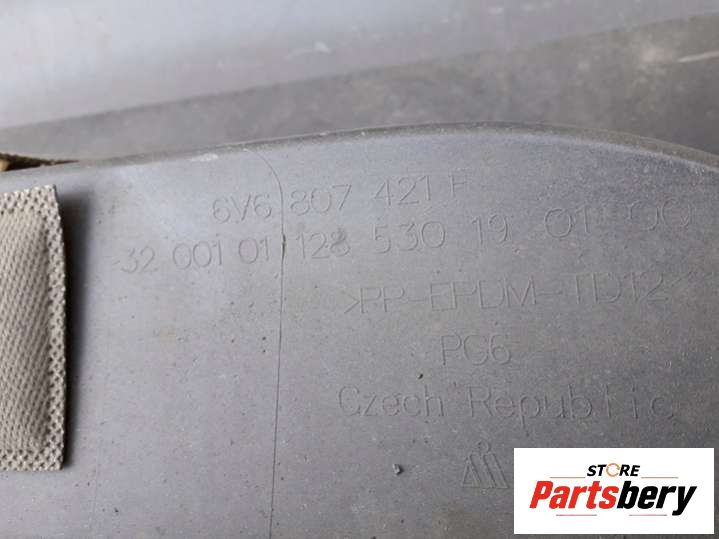 6V6 807 421 F
32 001 01 128 530 19 01 00
>PP-EPDM-TD12<
PG6
Czech Republic
STORE
Partsbery